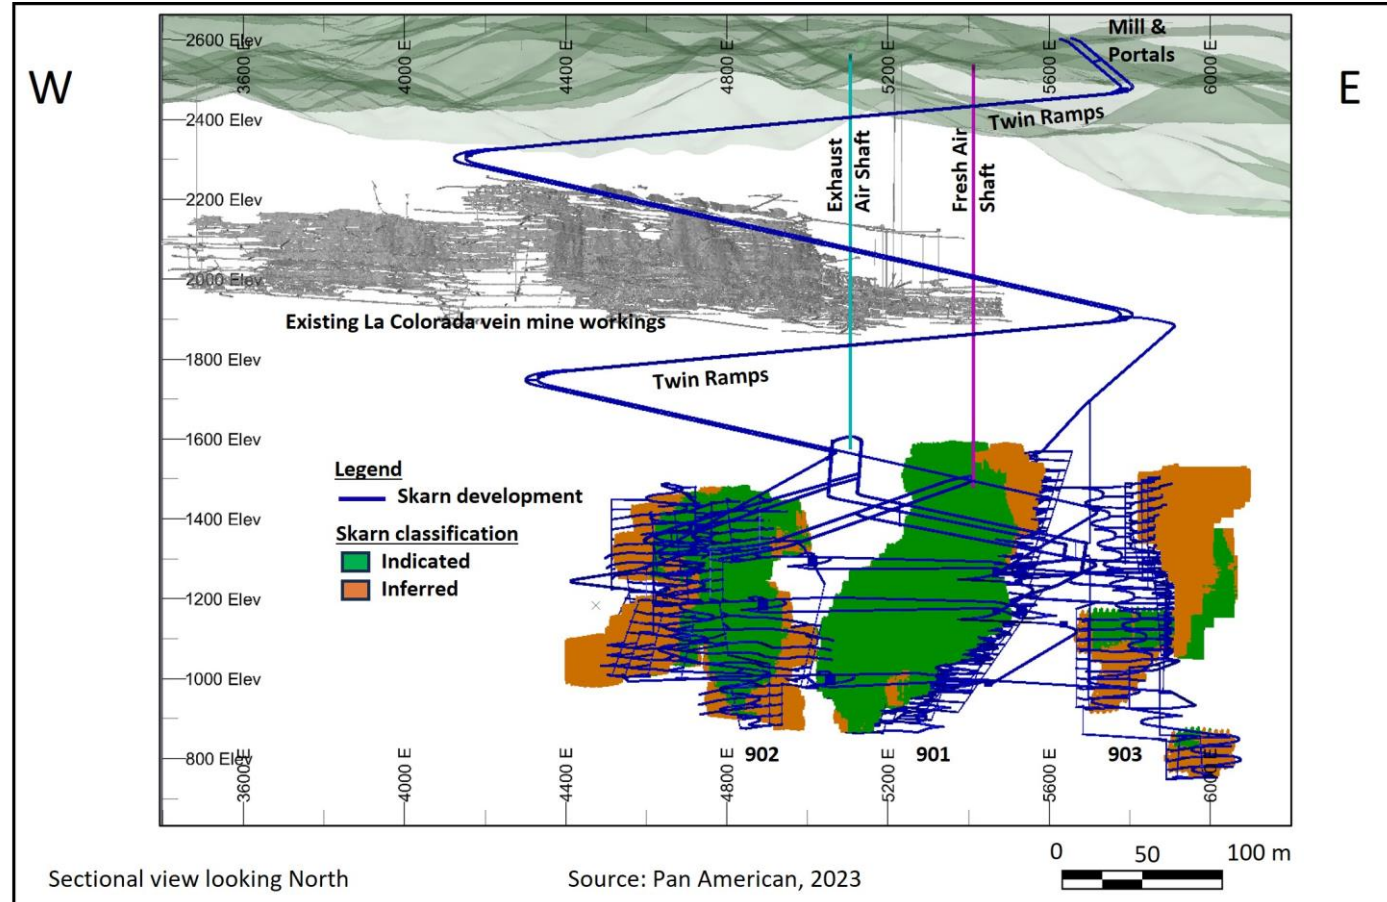 Mill &
Portals
2600 Elev
3600 E
4000 E
4400 E
4800 E
5200 E
5600 E
6000 E
W
E
2400 Elev
Twin Ramps
Exhaust
Air Shaft
Fresh Air
Shaft
2200 Elev
2000 Elev
Existing La Colorada vein mine workings
1800 Elev
Twin Ramps
1600 Elev
Legend
Skarn development
Skarn classification
Indicated
Inferred
1400 Elev
1200 Elev
1000 Elev
800 Elev
902
901
903
3600 E
4000 E
4400 E
4800 E
5200 E
5600 E
6000 E
0 50 100 m
Sectional view looking North
Source: Pan American, 2023